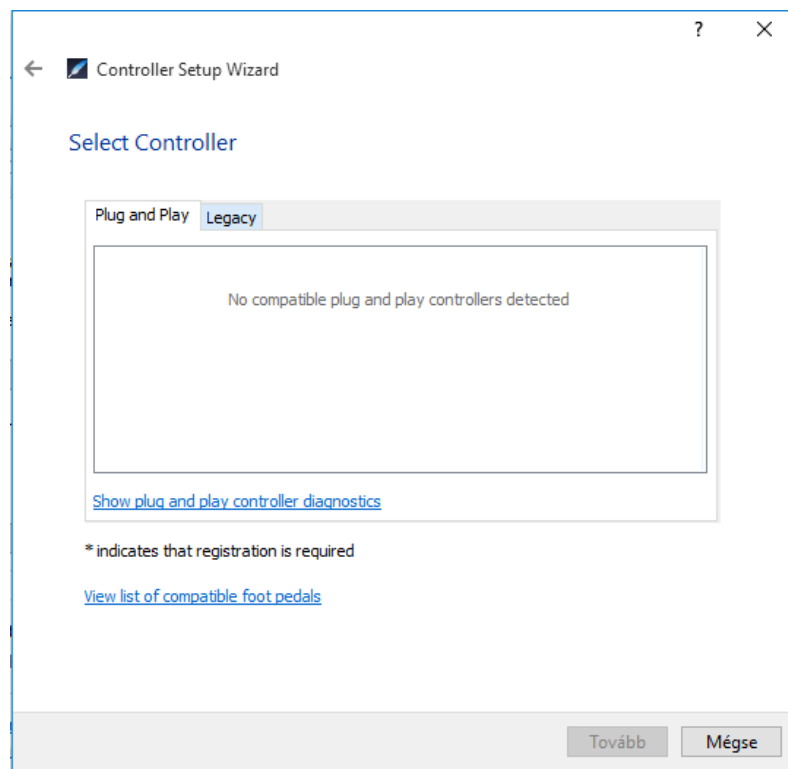 ?
Controller Setup Wizard
Select Controller
Plug and Play Legacy
No compatible plug and play controllers detected
Show plug and play controller diagnostics
* indicates that registration is required
View list of compatible foot pedals
Tovább Mégse